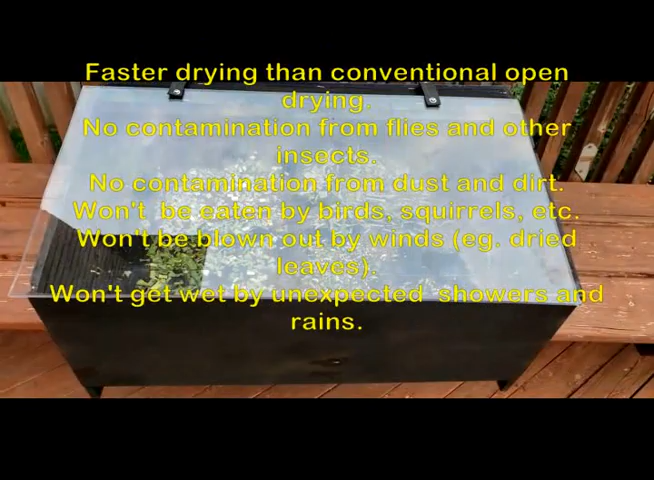 Faster drying than conventional open
drying.
No contamination from flies and other
insects.
No contamination from dust and dirt.
Won't be eaten by birds, squirrels, etc.
Won't be blown out by winds (eg. dried
leaves).
Won't get wet by unexpected showers and
rains.